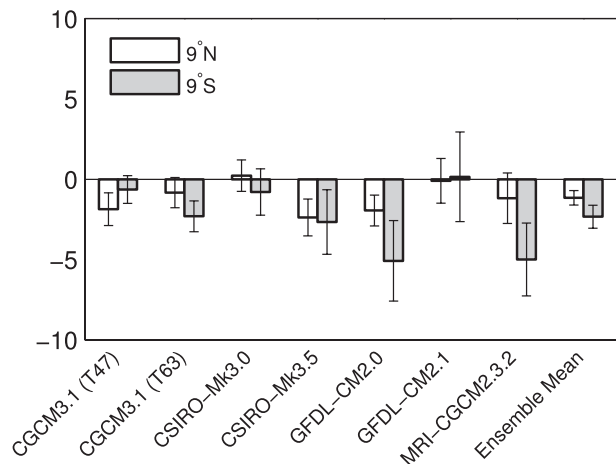 10
5
0
−5
−10
9°N
9°S
CGCM3.1 (T47)
CGCM3.1 (T63)
CSIRO−Mk3.0
CSIRO−Mk3.5
GFDL−CM2.0
GFDL−CM2.1
MRI−CGCM2.3.2
Ensemble Mean